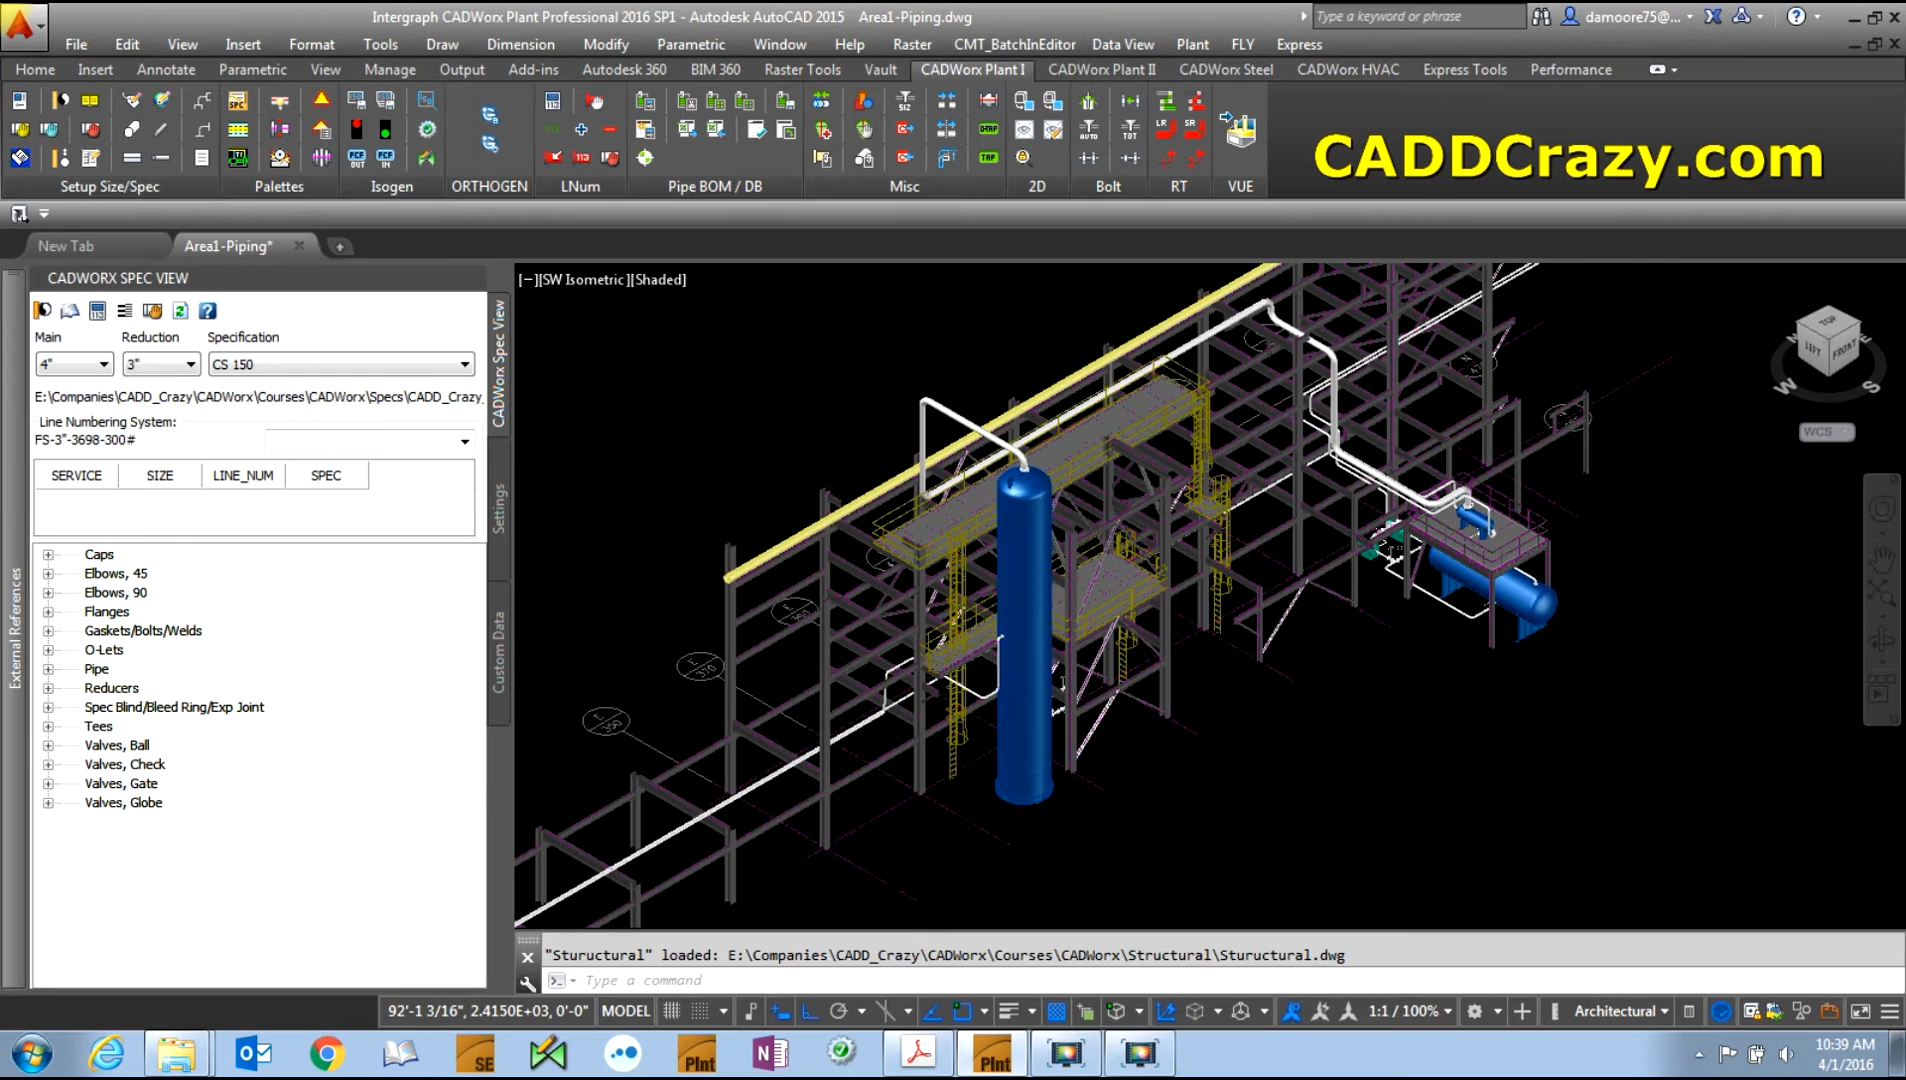 Intergraph CADWorx Plant Professional 2016 SP1 - Autodesk AutoCAD 2015 Area1-Piping.dwg
Type a keyword or phrase
damoore75@...
File Edit View Insert Format Tools Draw Dimension Modify Parametric Window Help Raster CMT_BatchInEditor Data View Plant FLY Express
Home Insert Annotate Parametric View Manage Output Add-ins Autodesk 360 BIM 360 Raster Tools Vault CADWorx Plant I CADWorx Plant II CADWorx Steel CADWorx HVAC Express Tools Performance
Setup Size/Spec Palettes Isogen ORTHOGEN LNum Pipe BOM / DB Misc 2D Bolt RT VUE
CADDCrazy.com
New Tab Area1-Piping*
CADWORX SPEC VIEW
Main Reduction Specification
4" 3" CS 150
E:\Companies\CADD_Crazy\CADWorx\Courses\CADWorx\Specs\CADD_Crazy_
Line Numbering System:
FS-3"-3698-300#
SERVICE SIZE LINE_NUM SPEC
Caps
Elbows, 45
Elbows, 90
Flanges
Gaskets/Bolts/Welds
O-Lets
Pipe
Reducers
Spec Blind/Bleed Ring/Exp Joint
Tees
Valves, Ball
Valves, Check
Valves, Gate
Valves, Globe
External References
CADWorx Spec View
Settings
Custom Data
[−][SW Isometric][Shaded]
TOP
LEFT FRONT
W S
WCS
"Stuructural" loaded: E:\Companies\CADD_Crazy\CADWorx\Courses\CADWorx\Structural\Stuructural.dwg
Type a command
92'-1 3/16", 2.4150E+03, 0'-0" MODEL 1:1 / 100% Architectural
10:39 AM
4/1/2016